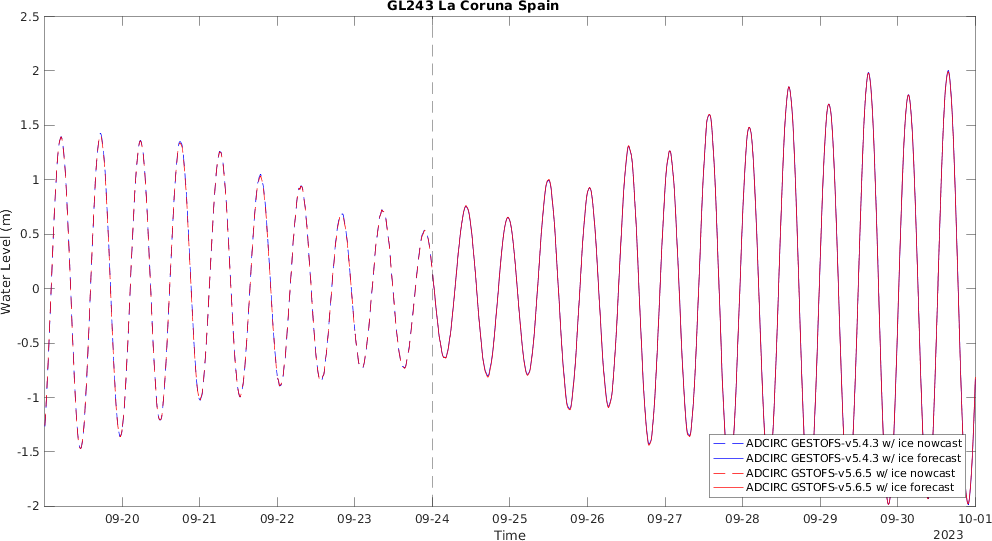 GL243 La Coruna Spain
Water Level (m)
2.5
2
1.5
1
0.5
0
-0.5
-1
-1.5
-2
ADCIRC GESTOFS-v5.4.3 w/ ice nowcast
ADCIRC GESTOFS-v5.4.3 w/ ice forecast
ADCIRC GSTOFS-v5.6.5 w/ ice nowcast
ADCIRC GSTOFS-v5.6.5 w/ ice forecast
09-20 09-21 09-22 09-23 09-24 09-25 09-26 09-27 09-28 09-29 09-30 10-01
Time
2023